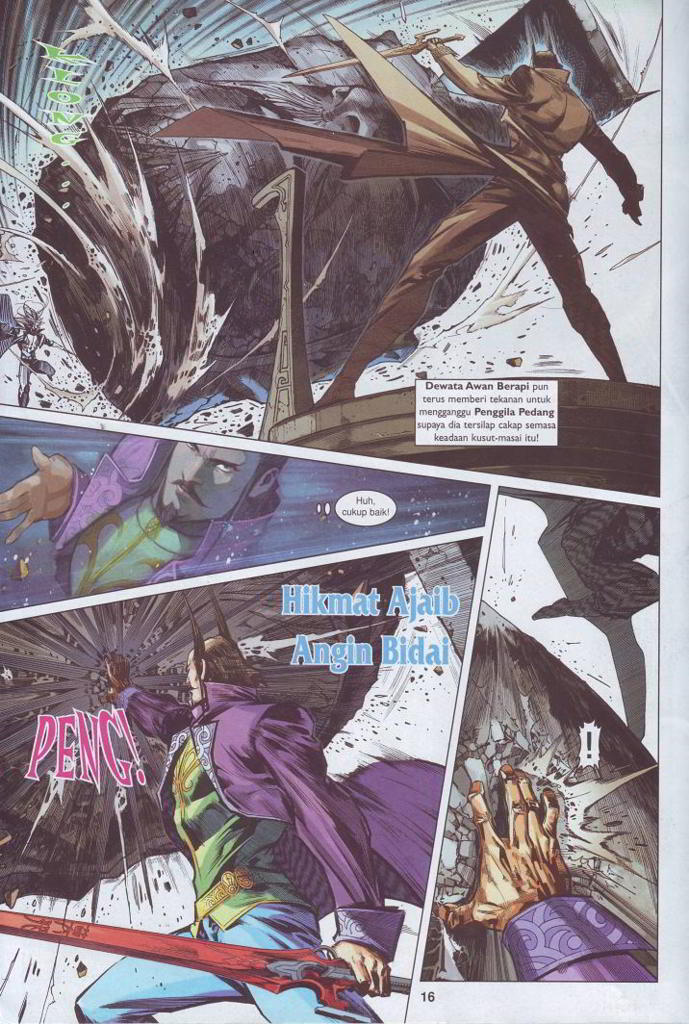 KIONG...
Dewata Awan Berapi pun
terus memberi tekanan untuk
mengganggu Penggila Pedang
supaya dia tersilap cakap semasa
keadaan kusut-masai itu!
Huh,
cukup baik!
Hikmat Ajaib
Angin Bidai
PENG!
!
16